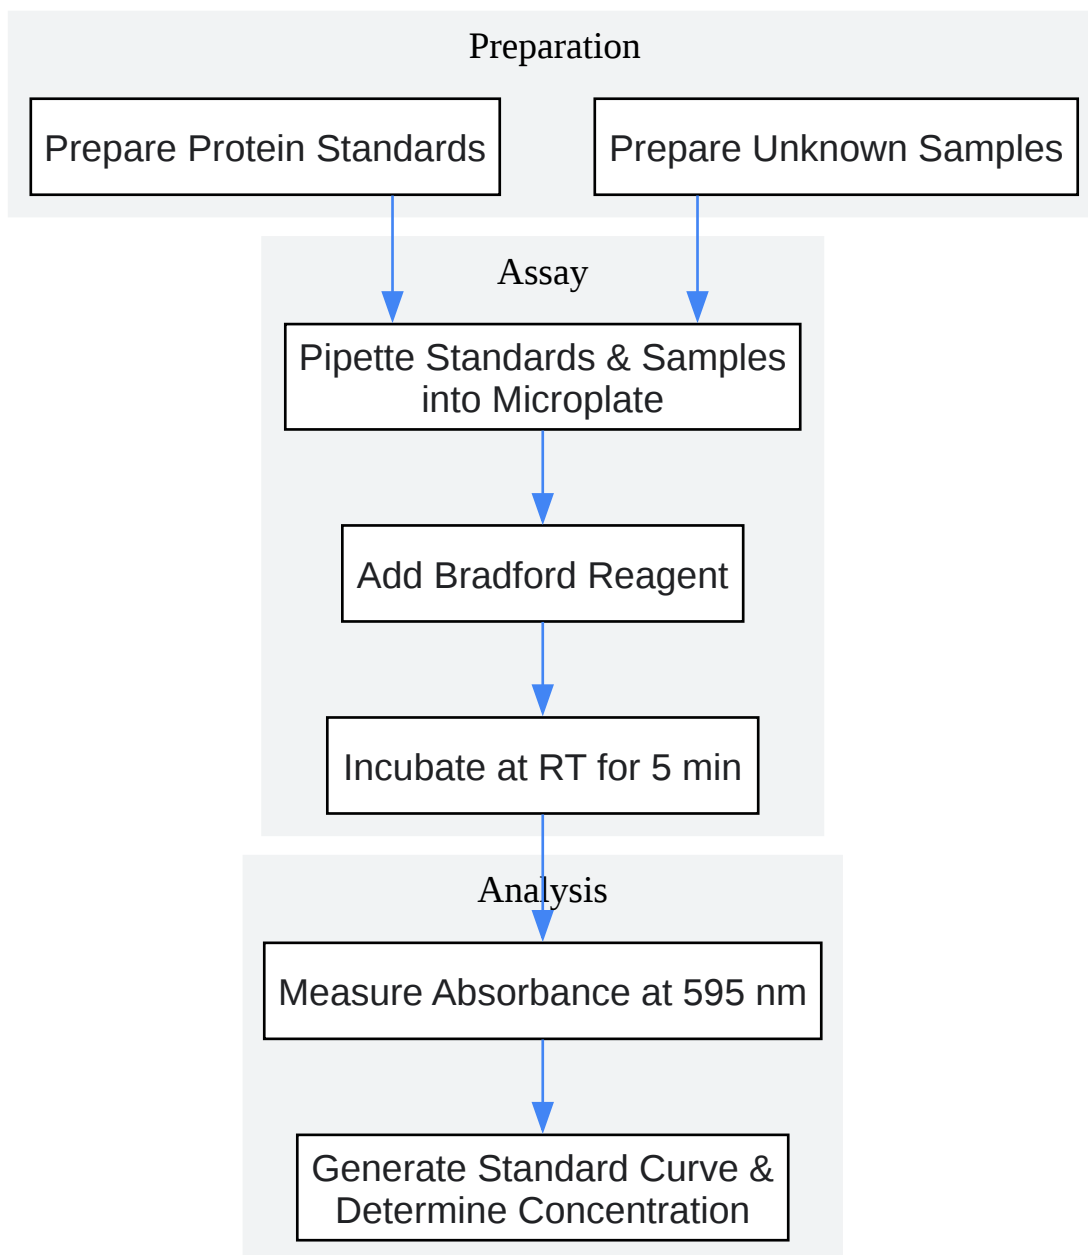 Preparation
Prepare Protein Standards
Prepare Unknown Samples
Assay
Pipette Standards & Samples
into Microplate
Add Bradford Reagent
Incubate at RT for 5 min
Analysis
Measure Absorbance at 595 nm
Generate Standard Curve &
Determine Concentration